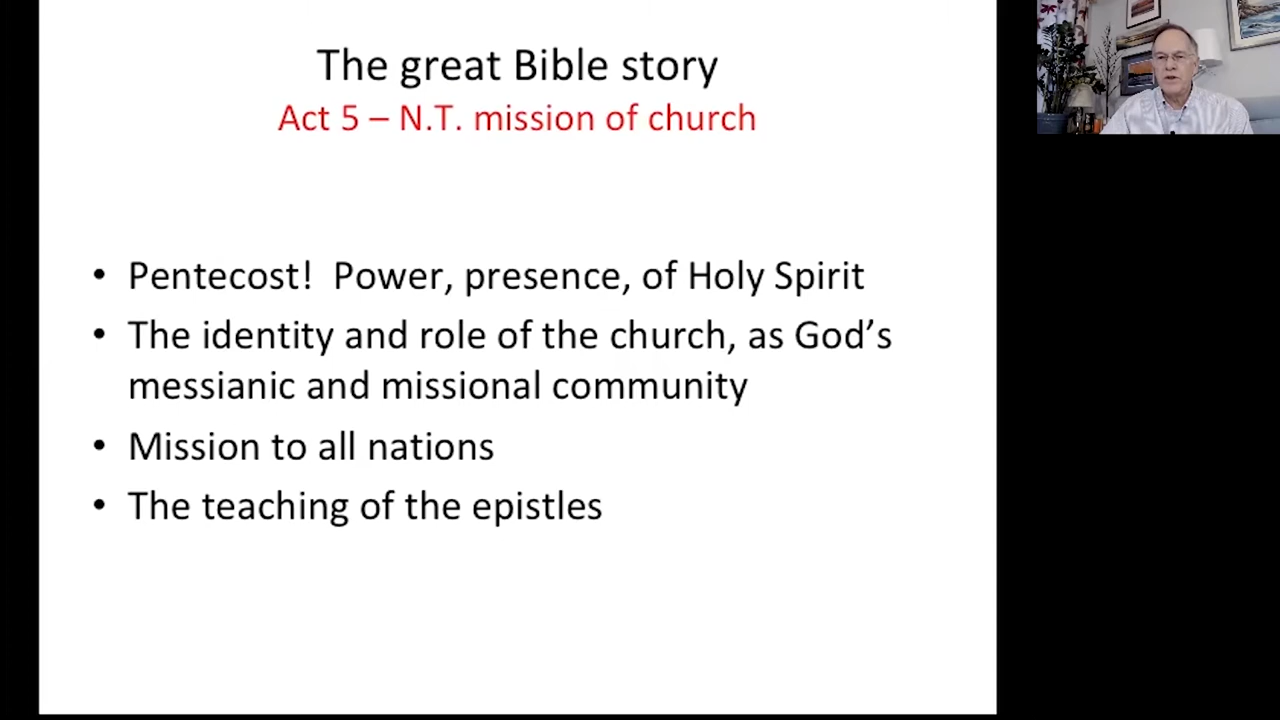 The great Bible story
Act 5 – N.T. mission of church
• Pentecost!  Power, presence, of Holy Spirit
• The identity and role of the church, as God’s
messianic and missional community
• Mission to all nations
• The teaching of the epistles